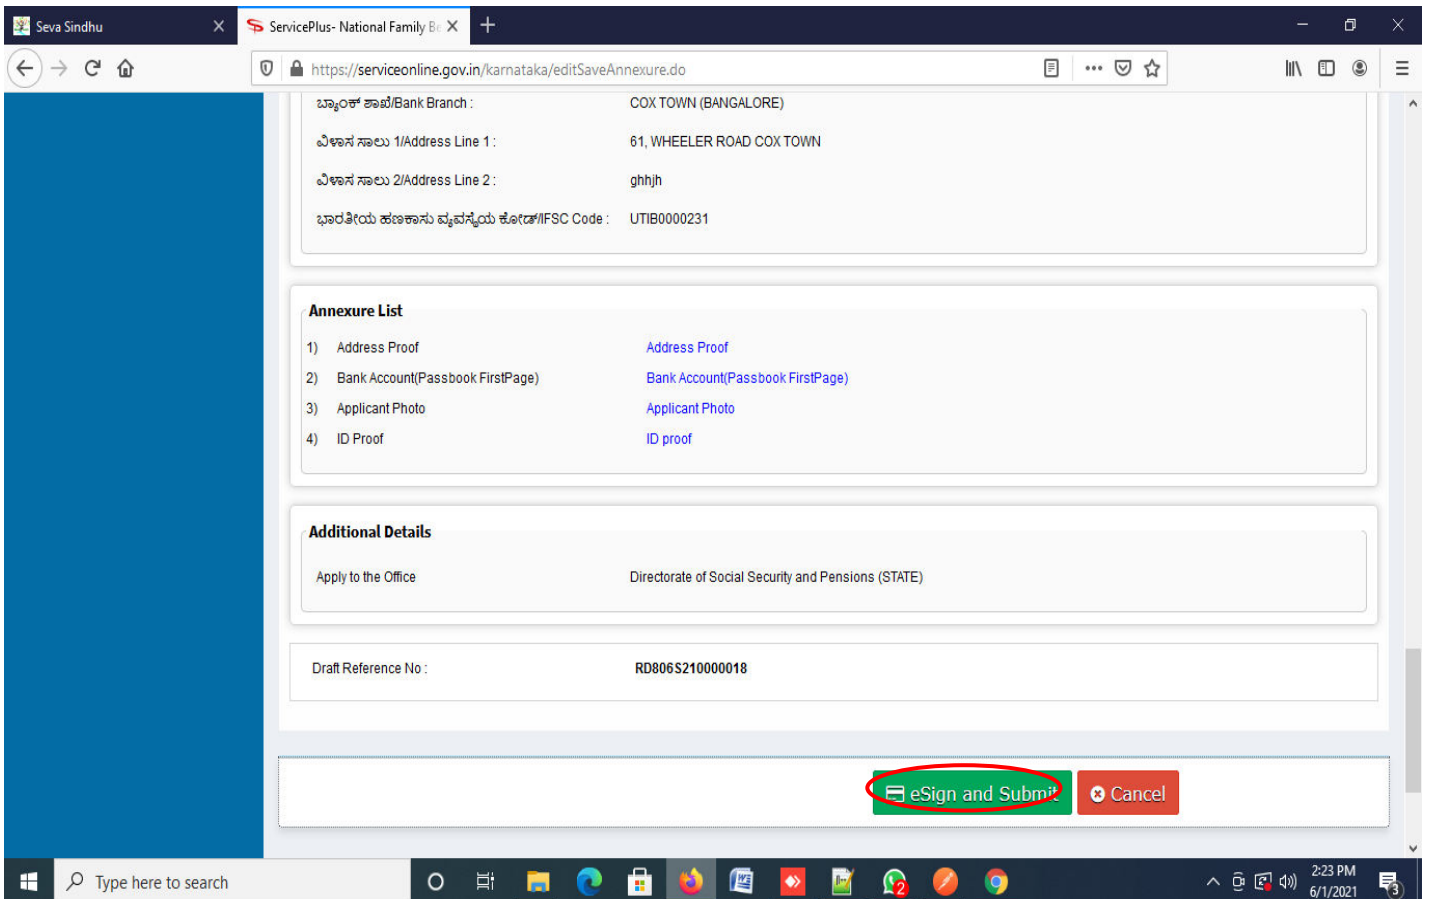 Seva Sindhu
ServicePlus- National Family Be
https://serviceonline.gov.in/karnataka/editSaveAnnexure.do
ಬ್ಯಾಂಕ್ ಶಾಖೆ/Bank Branch : COX TOWN (BANGALORE)
ವಿಳಾಸ ಸಾಲು 1/Address Line 1 : 61, WHEELER ROAD COX TOWN
ವಿಳಾಸ ಸಾಲು 2/Address Line 2 : ghhjh
ಭಾರತೀಯ ಹಣಕಾಸು ವ್ಯವಸ್ಥೆಯ ಕೋಡ್/IFSC Code : UTIB0000231
Annexure List
1) Address Proof Address Proof
2) Bank Account(Passbook FirstPage) Bank Account(Passbook FirstPage)
3) Applicant Photo Applicant Photo
4) ID Proof ID proof
Additional Details
Apply to the Office Directorate of Social Security and Pensions (STATE)
Draft Reference No : RD806S210000018
eSign and Submit Cancel
Type here to search
2
2:23 PM
6/1/2021
3